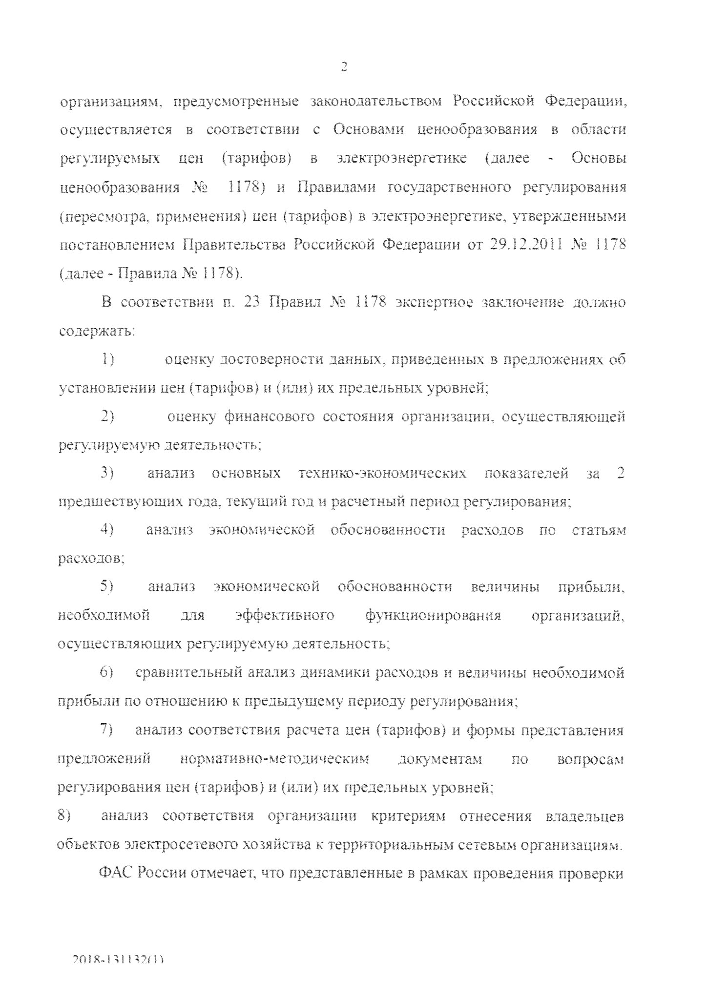 2
организациям, предусмотренные законодательством Российской Федерации,
осуществляется в соответствии с Основами ценообразования в области
регулируемых цен (тарифов) в электроэнергетике (далее - Основы
ценообразования № 1178) и Правилами государственного регулирования
(пересмотра, применения) цен (тарифов) в электроэнергетике, утвержденными
постановлением Правительства Российской Федерации от 29.12.2011 № 1178
(далее - Правила № 1178).
В соответствии п. 23 Правил № 1178 экспертное заключение должно
содержать:
1) оценку достоверности данных, приведенных в предложениях об
установлении цен (тарифов) и (или) их предельных уровней;
2) оценку финансового состояния организации, осуществляющей
регулируемую деятельность;
3) анализ основных технико-экономических показателей за 2
предшествующих года, текущий год и расчетный период регулирования;
4) анализ экономической обоснованности расходов по статьям
расходов;
5) анализ экономической обоснованности величины прибыли,
необходимой для эффективного функционирования организаций,
осуществляющих регулируемую деятельность;
6) сравнительный анализ динамики расходов и величины необходимой
прибыли по отношению к предыдущему периоду регулирования;
7) анализ соответствия расчета цен (тарифов) и формы представления
предложений нормативно-методическим документам по вопросам
регулирования цен (тарифов) и (или) их предельных уровней;
8) анализ соответствия организации критериям отнесения владельцев
объектов электросетевого хозяйства к территориальным сетевым организациям.
ФАС России отмечает, что представленные в рамках проведения проверки
2018-131132(1)